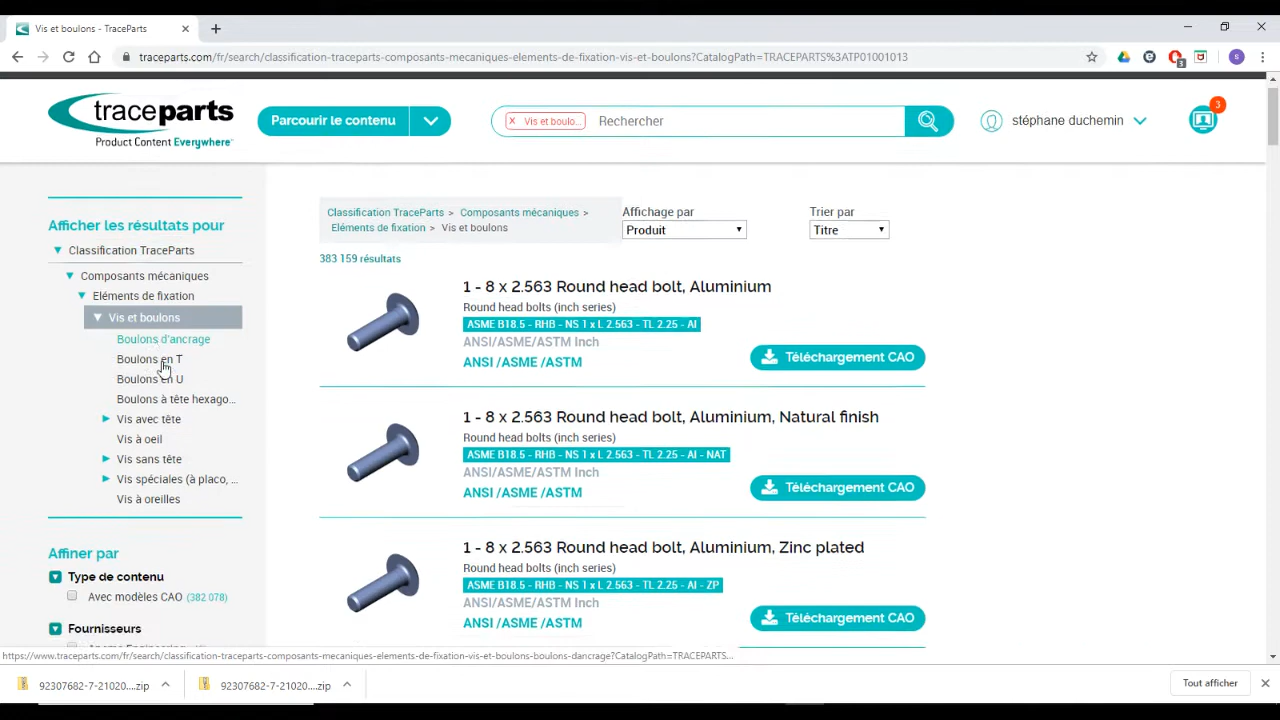 Vis et boulons - TraceParts
traceparts.com/fr/search/classification-traceparts-composants-mecaniques-elements-de-fixation-vis-et-boulons?CatalogPath=TRACEPARTS%3ATP01001013
3
S
traceparts
Product Content Everywhere
Parcourir le contenu
x Vis et boulo...
Rechercher
stéphane duchemin
3
Afficher les résultats pour
Classification TraceParts
Composants mécaniques
Eléments de fixation
Vis et boulons
Boulons d'ancrage
Boulons en T
Boulons en U
Boulons à tête hexago...
Vis avec tête
Vis à oeil
Vis sans tête
Vis spéciales (à placo, ...
Vis à oreilles
Affiner par
Type de contenu
Avec modèles CAO (382 078)
Fournisseurs
Classification TraceParts > Composants mécaniques >
Eléments de fixation > Vis et boulons
Affichage par
Produit
Trier par
Titre
383 159 résultats
1 - 8 x 2.563 Round head bolt, Aluminium
Round head bolts (inch series)
ASME B18.5 - RHB - NS 1 x L 2.563 - TL 2.25 - Al
ANSI/ASME/ASTM Inch
ANSI /ASME /ASTM
Téléchargement CAO
1 - 8 x 2.563 Round head bolt, Aluminium, Natural finish
Round head bolts (inch series)
ASME B18.5 - RHB - NS 1 x L 2.563 - TL 2.25 - Al - NAT
ANSI/ASME/ASTM Inch
ANSI /ASME /ASTM
Téléchargement CAO
1 - 8 x 2.563 Round head bolt, Aluminium, Zinc plated
Round head bolts (inch series)
ASME B18.5 - RHB - NS 1 x L 2.563 - TL 2.25 - Al - ZP
ANSI/ASME/ASTM Inch
ANSI /ASME /ASTM
Téléchargement CAO
https://www.traceparts.com/fr/search/classification-traceparts-composants-mecaniques-elements-de-fixation-vis-et-boulons-boulons-dancrage?CatalogPath=TRACEPARTS...
92307682-7-21020....zip
92307682-7-21020....zip
Tout afficher